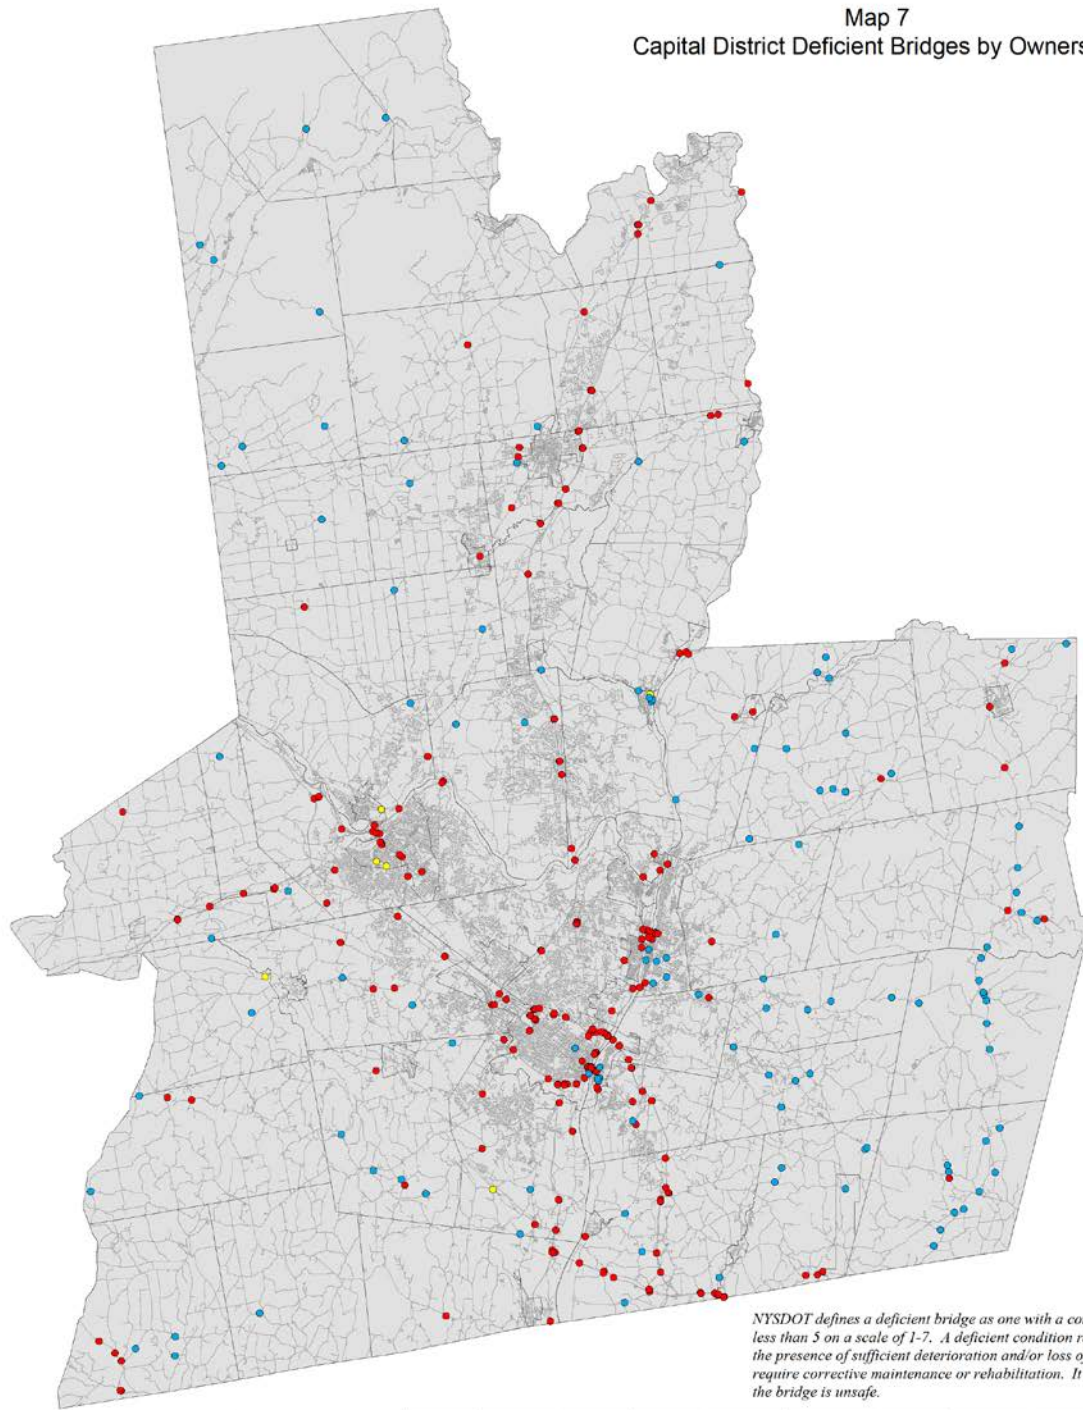 Map 7
Capital District Deficient Bridges by Owners
NYSDOT defines a deficient bridge as one with a co
less than 5 on a scale of 1-7. A deficient condition r
the presence of sufficient deterioration and/or loss o
require corrective maintenance or rehabilitation. It
the bridge is unsafe.